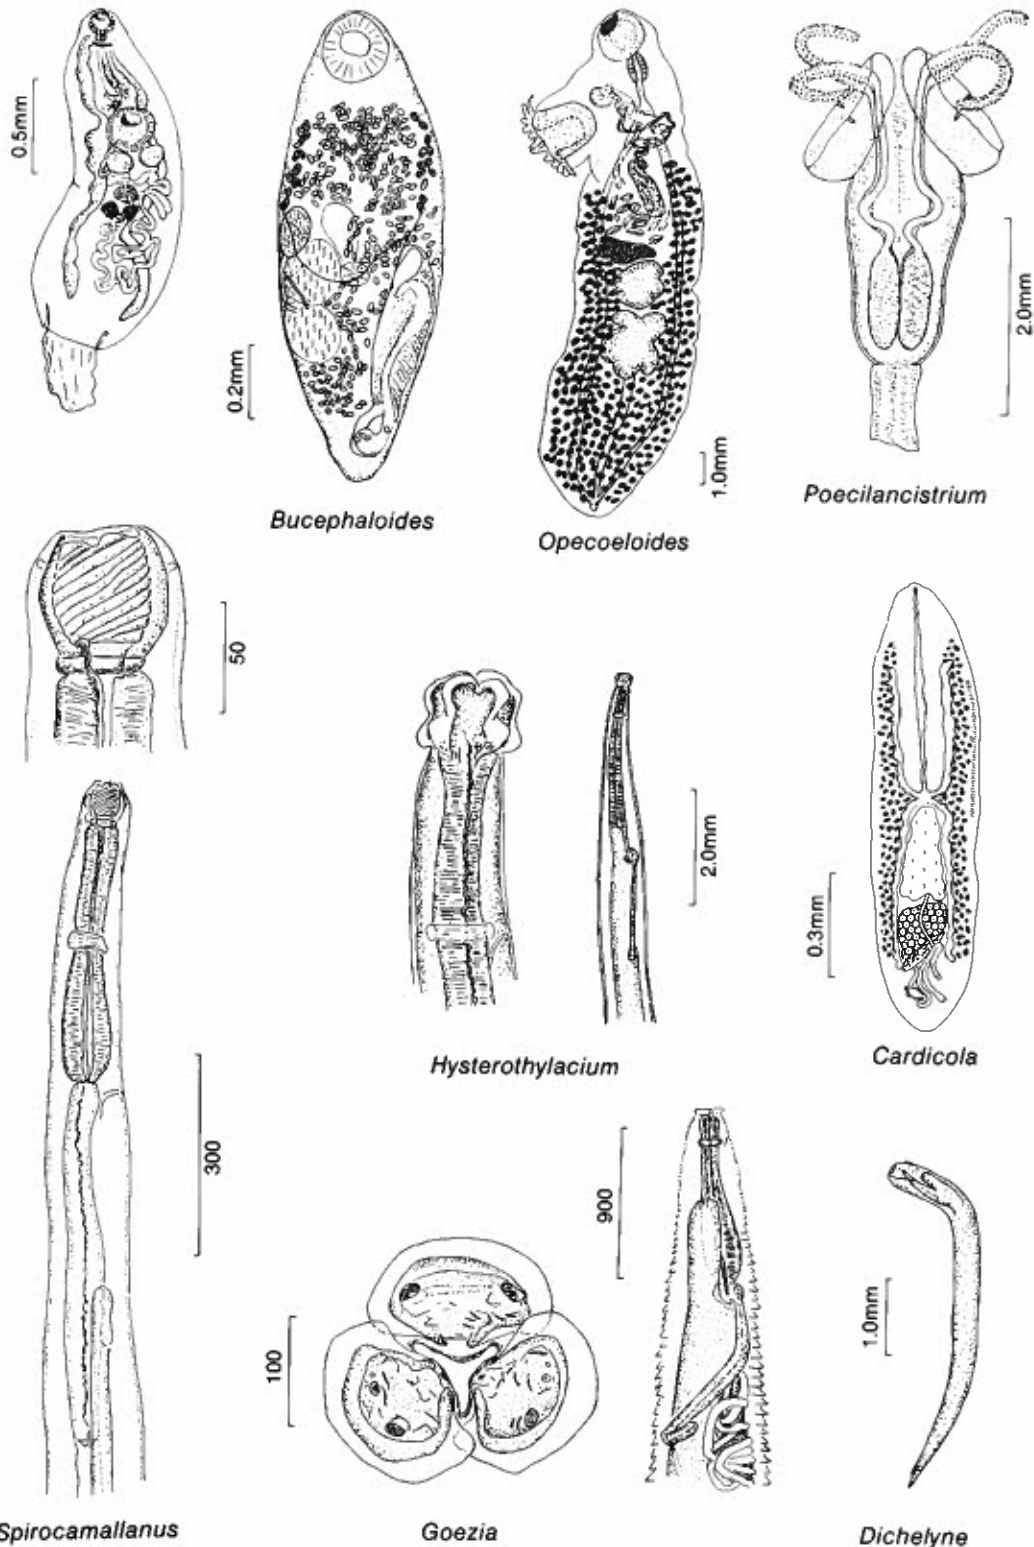 0.5mm
0.2mm
1.0mm
2.0mm
Bucephaloides
Opecoeloides
Poecilancistrium
50
2.0mm
0.3mm
Hysterothylacium
Cardicola
300
900
100
1.0mm
Spirocamallanus
Goezia
Dichelyne